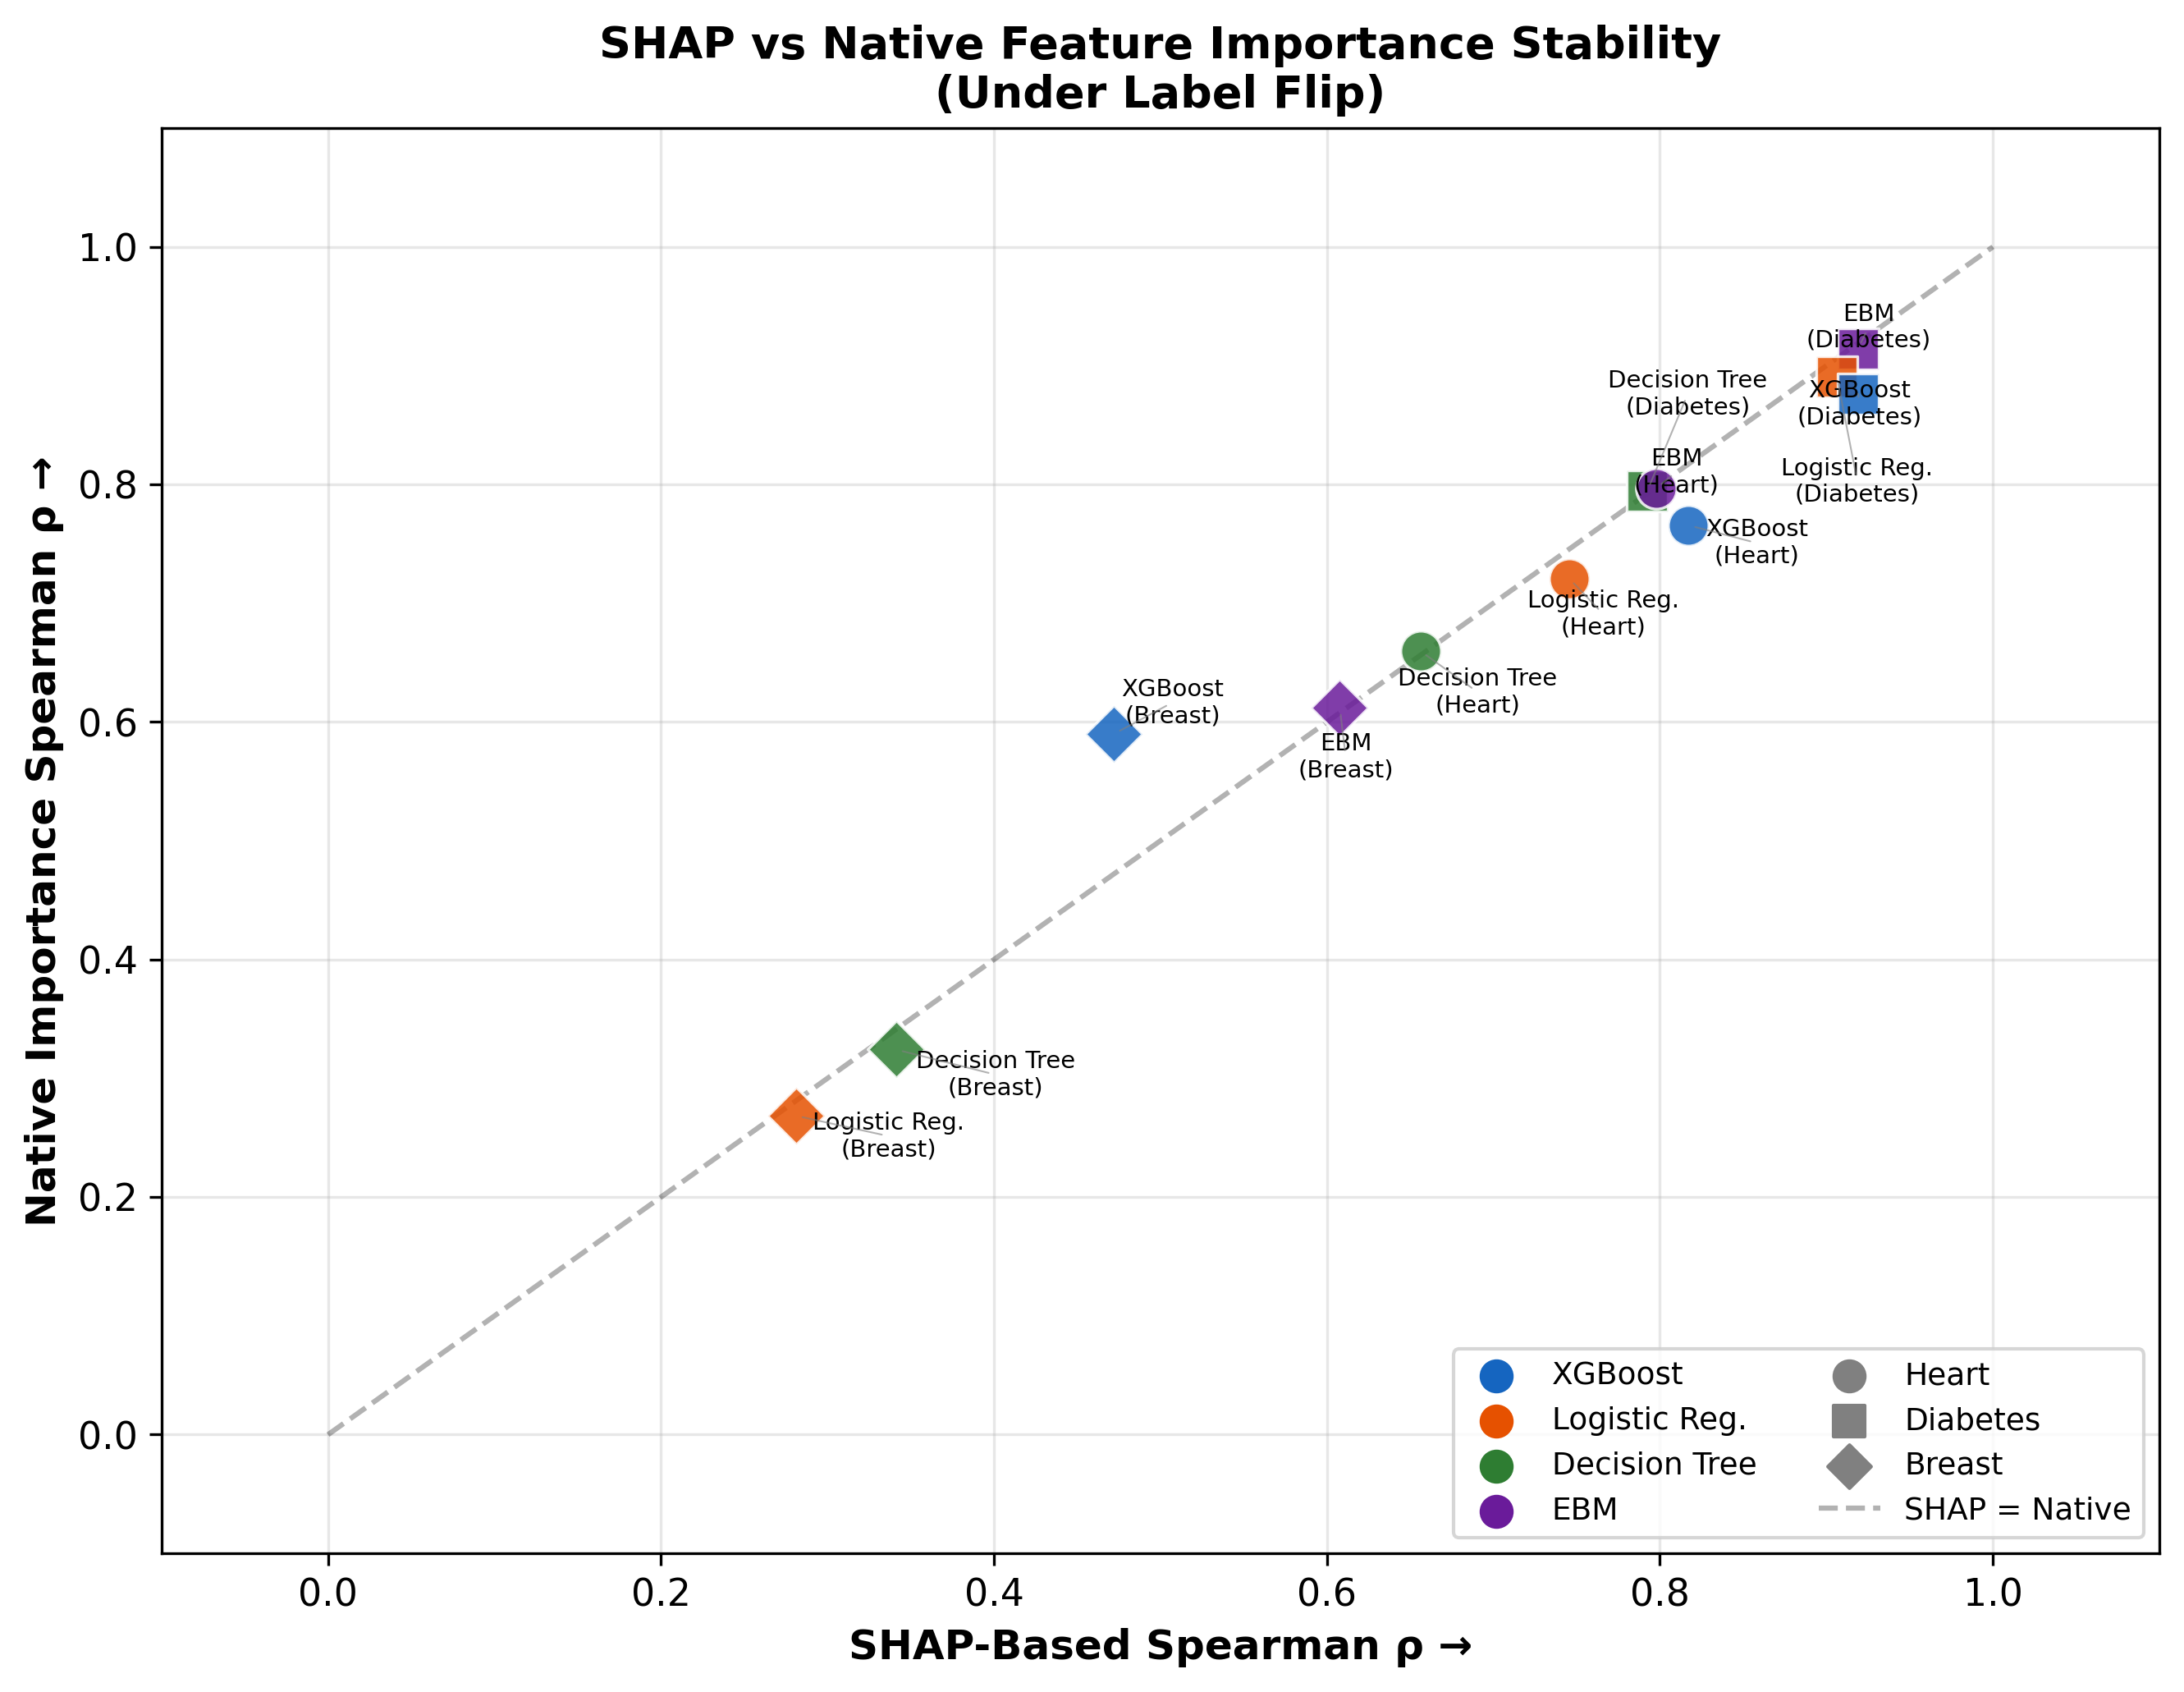 SHAP vs Native Feature Importance Stability
(Under Label Flip)
Native Importance Spearman ρ →
1.0
0.8
0.6
0.4
0.2
0.0
EBM
(Diabetes)
Decision Tree
(Diabetes)
XGBoost
(Diabetes)
EBM
(Heart)
Logistic Reg.
(Diabetes)
XGBoost
(Heart)
Logistic Reg.
(Heart)
Decision Tree
(Heart)
XGBoost
(Breast)
EBM
(Breast)
Decision Tree
(Breast)
Logistic Reg.
(Breast)
XGBoost
Logistic Reg.
Decision Tree
EBM
Heart
Diabetes
Breast
SHAP = Native
0.0
0.2
0.4
0.6
0.8
1.0
SHAP-Based Spearman ρ →